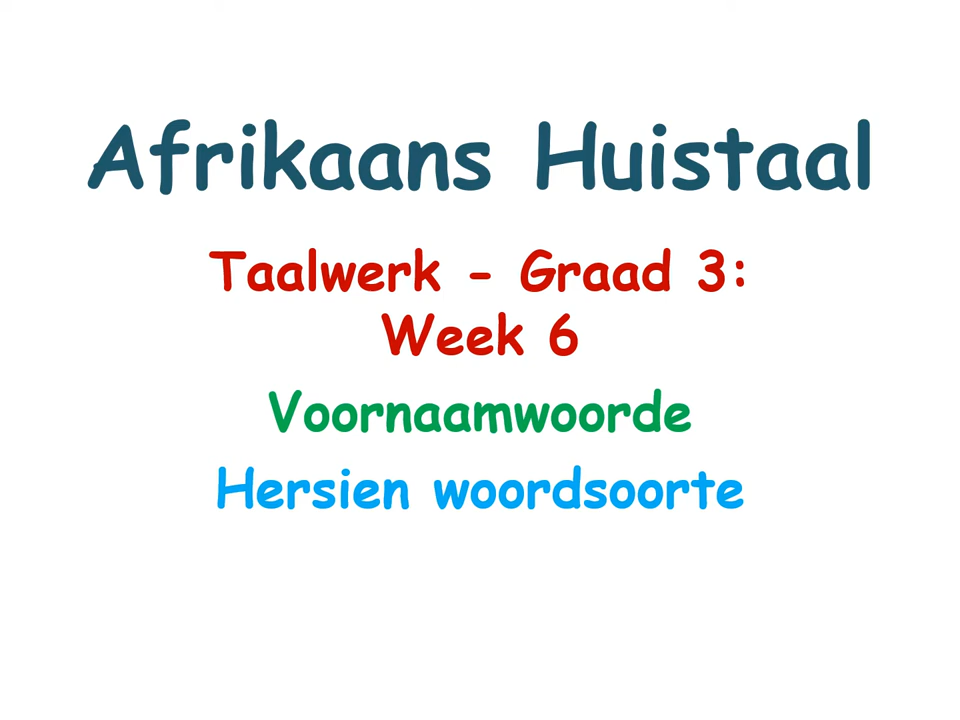 Afrikaans Huistaal
Taalwerk - Graad 3:
Week 6
Voornaamwoorde
Hersien woordsoorte